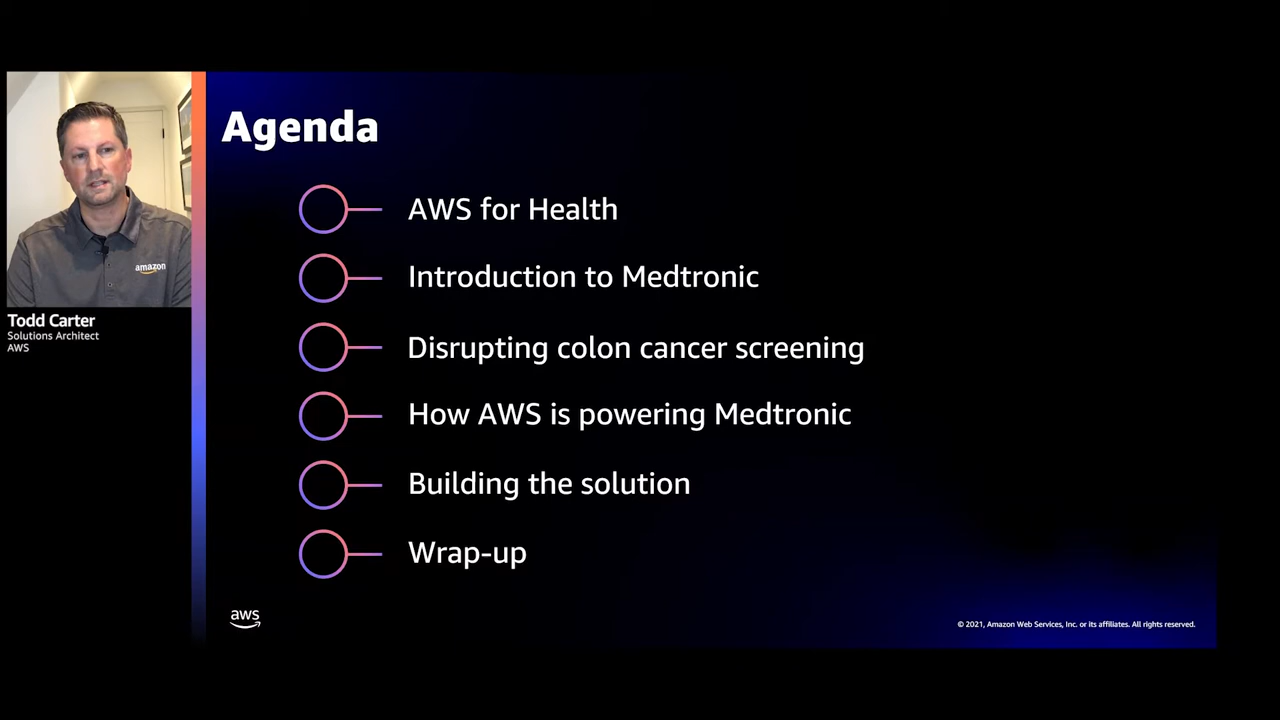 Agenda
AWS for Health
Introduction to Medtronic
Disrupting colon cancer screening
How AWS is powering Medtronic
Building the solution
Wrap-up
amazon
Todd Carter
Solutions Architect
AWS
aws
© 2021, Amazon Web Services, Inc. or its affiliates. All rights reserved.